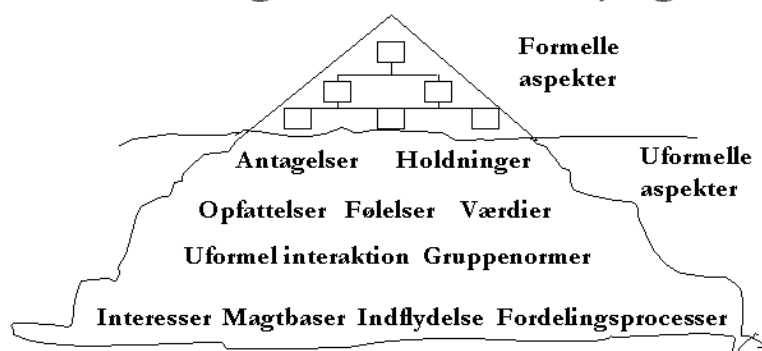 Formelle
aspekter
Antagelser Holdninger
Uformelle
aspekter
Opfattelser Følelser Værdier
Uformel interaktion Gruppenormer
Interesser Magtbaser Indflydelse Fordelingsprocesser